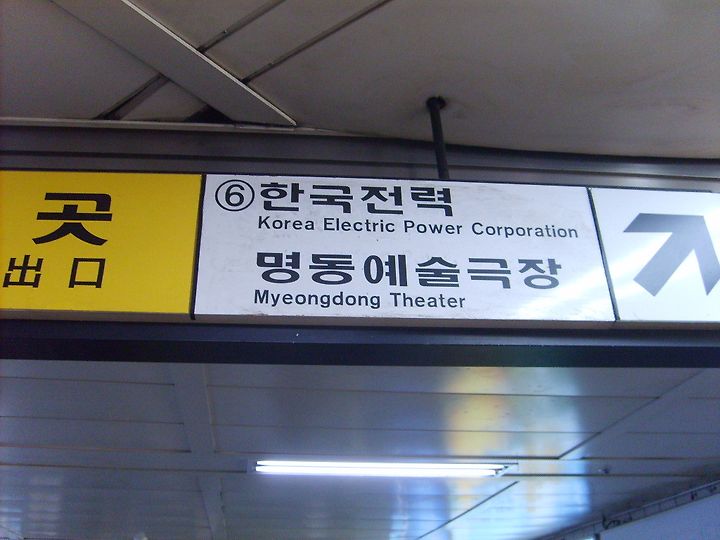 곳
出口
⑥한국전력
Korea Electric Power Corporation
명동예술극장
Myeongdong Theater